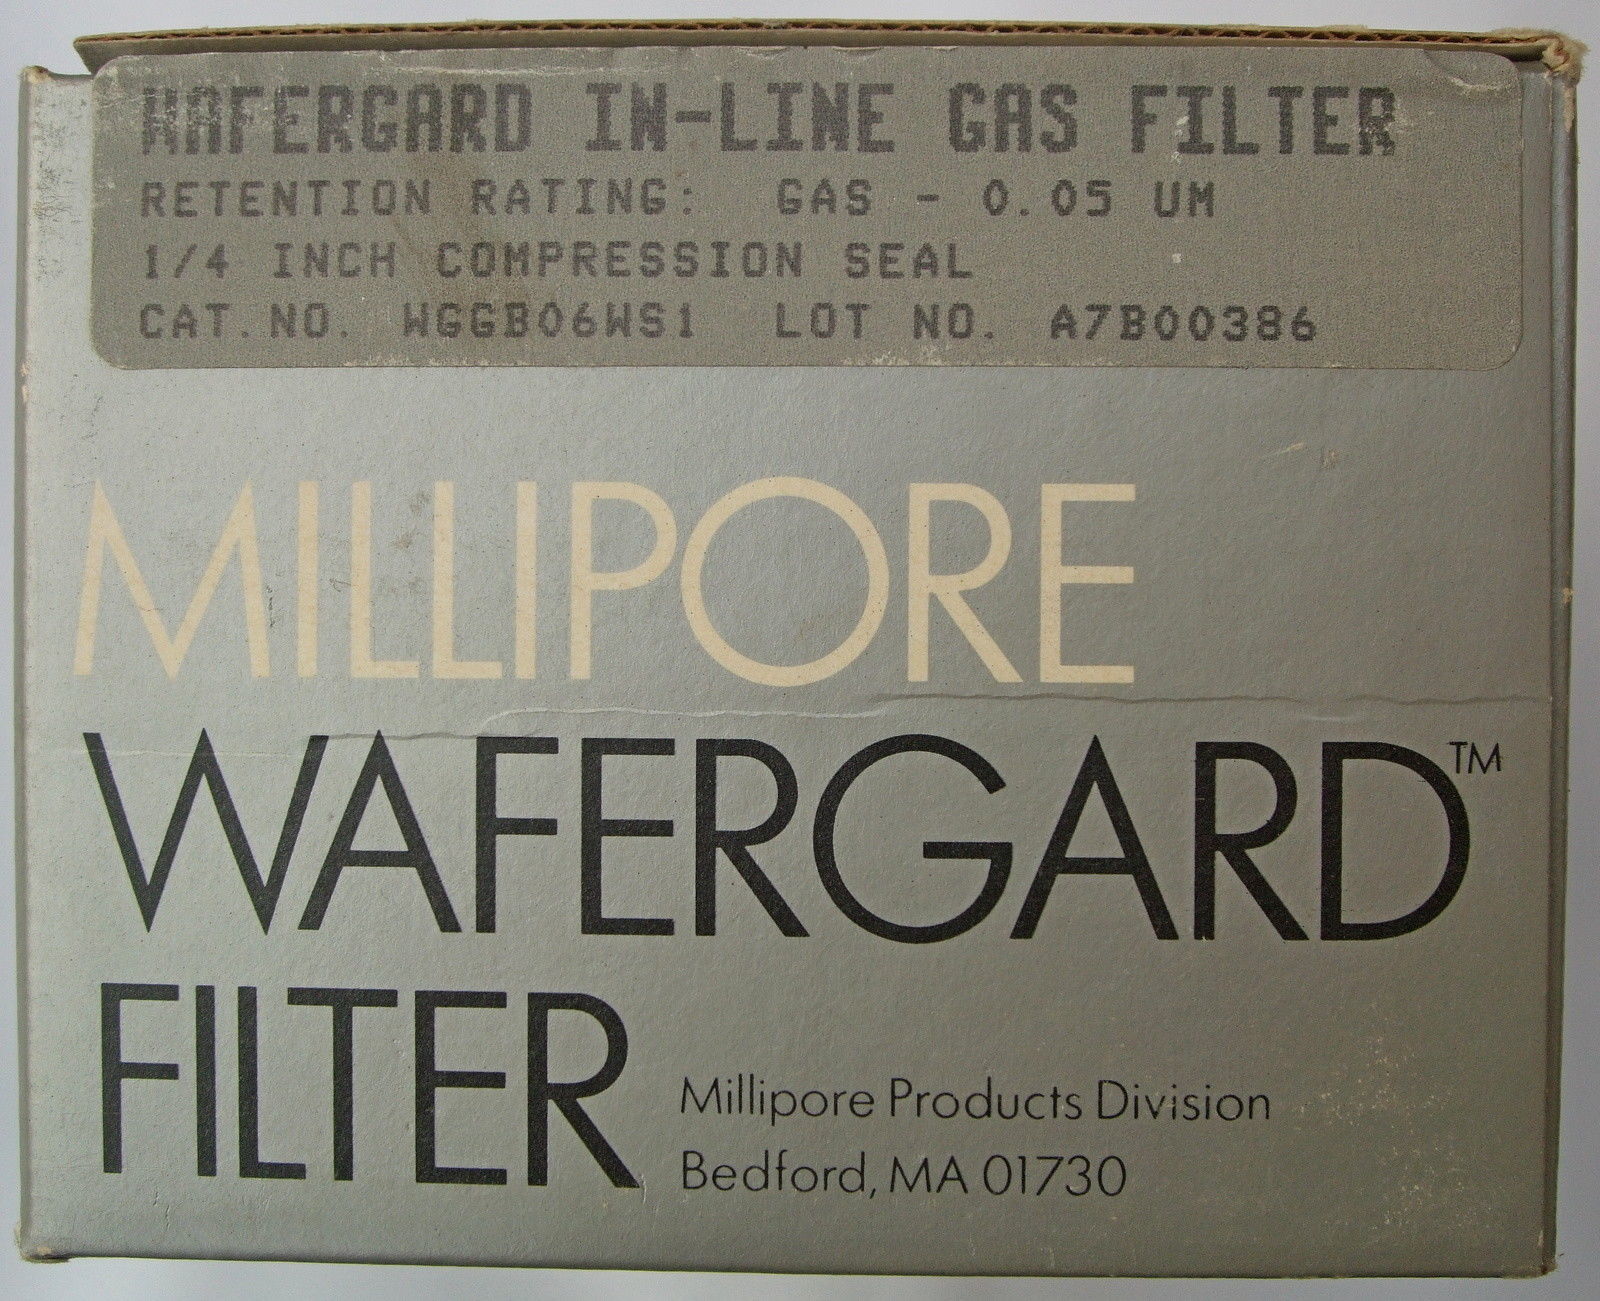 WAFERGARD IN-LINE GAS FILTER
RETENTION RATING: GAS - 0.05 UM
1/4 INCH COMPRESSION SEAL
CAT.NO. WGGB06WS1 LOT NO. A7B00386
MILLIPORE
WAFERGARD™
FILTER
Millipore Products Division
Bedford, MA 01730